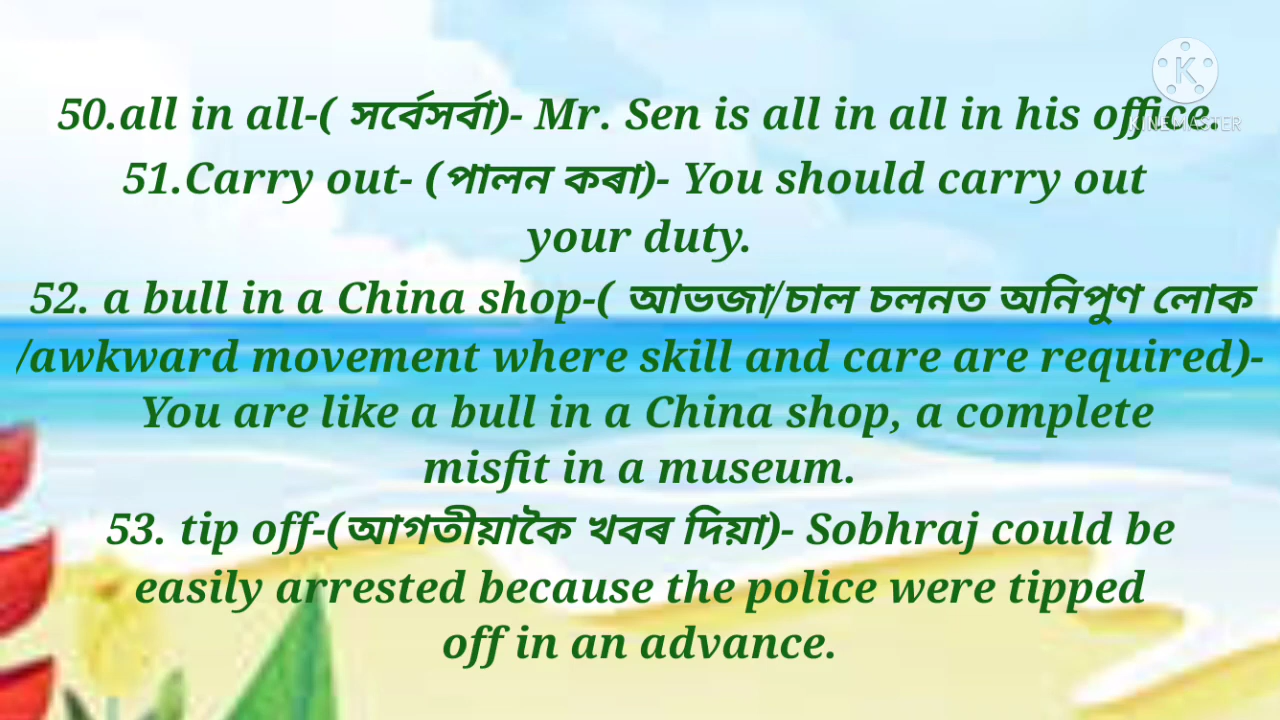 50.all in all-( সৰ্বেসৰ্বা)- Mr. Sen is all in all in his office.
51.Carry out- (পালন কৰা)- You should carry out
your duty.
52. a bull in a China shop-( আভজা/চাল চলনত অনিপুণ লোক
/awkward movement where skill and care are required)-
You are like a bull in a China shop, a complete
misfit in a museum.
53. tip off-(আগতীয়াকৈ খবৰ দিয়া)- Sobhraj could be
easily arrested because the police were tipped
off in an advance.
K
KINEMASTER